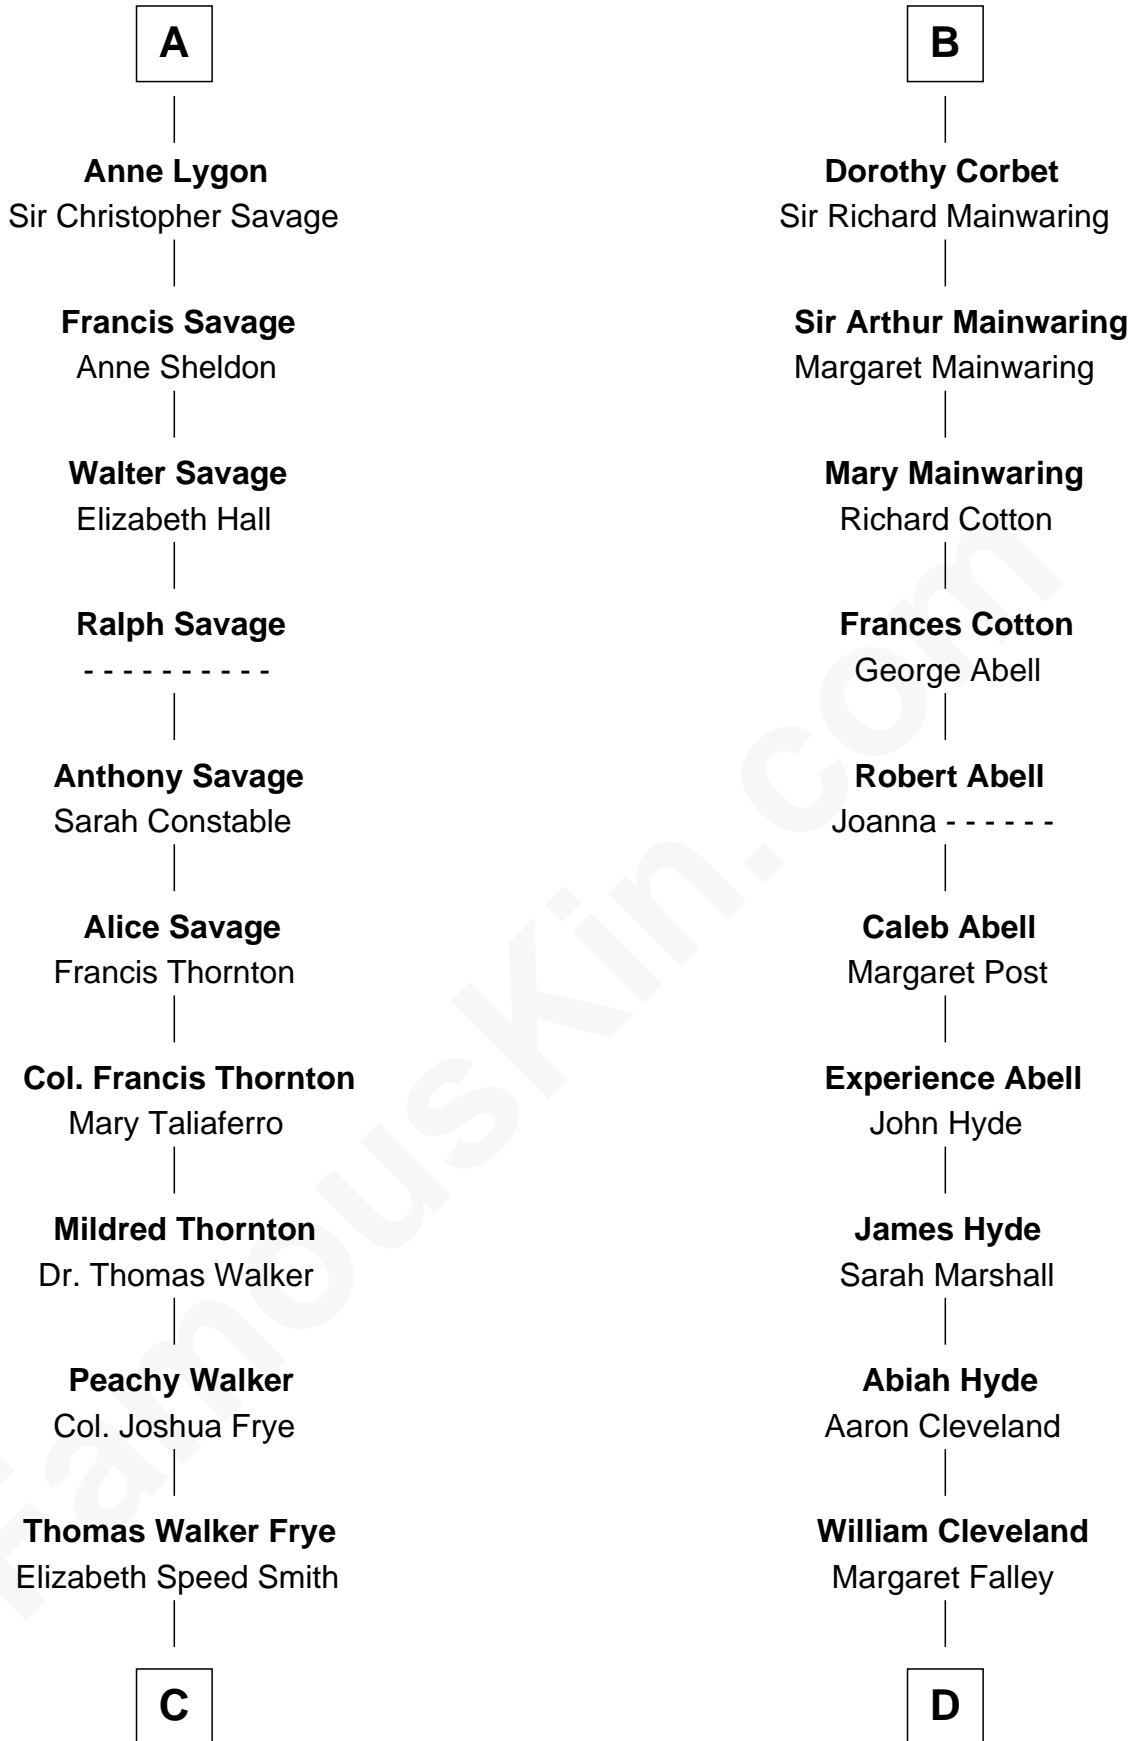 A
Anne Lygon
Sir Christopher Savage
Francis Savage
Anne Sheldon
Walter Savage
Elizabeth Hall
Ralph Savage
- - - - - - - - - -
Anthony Savage
Sarah Constable
Alice Savage
Francis Thornton
Col. Francis Thornton
Mary Taliaferro
Mildred Thornton
Dr. Thomas Walker
Peachy Walker
Col. Joshua Frye
Thomas Walker Frye
Elizabeth Speed Smith
C
B
Dorothy Corbet
Sir Richard Mainwaring
Sir Arthur Mainwaring
Margaret Mainwaring
Mary Mainwaring
Richard Cotton
Frances Cotton
George Abell
Robert Abell
Joanna - - - - - -
Caleb Abell
Margaret Post
Experience Abell
John Hyde
James Hyde
Sarah Marshall
Abiah Hyde
Aaron Cleveland
William Cleveland
Margaret Falley
D
FamousKin.com